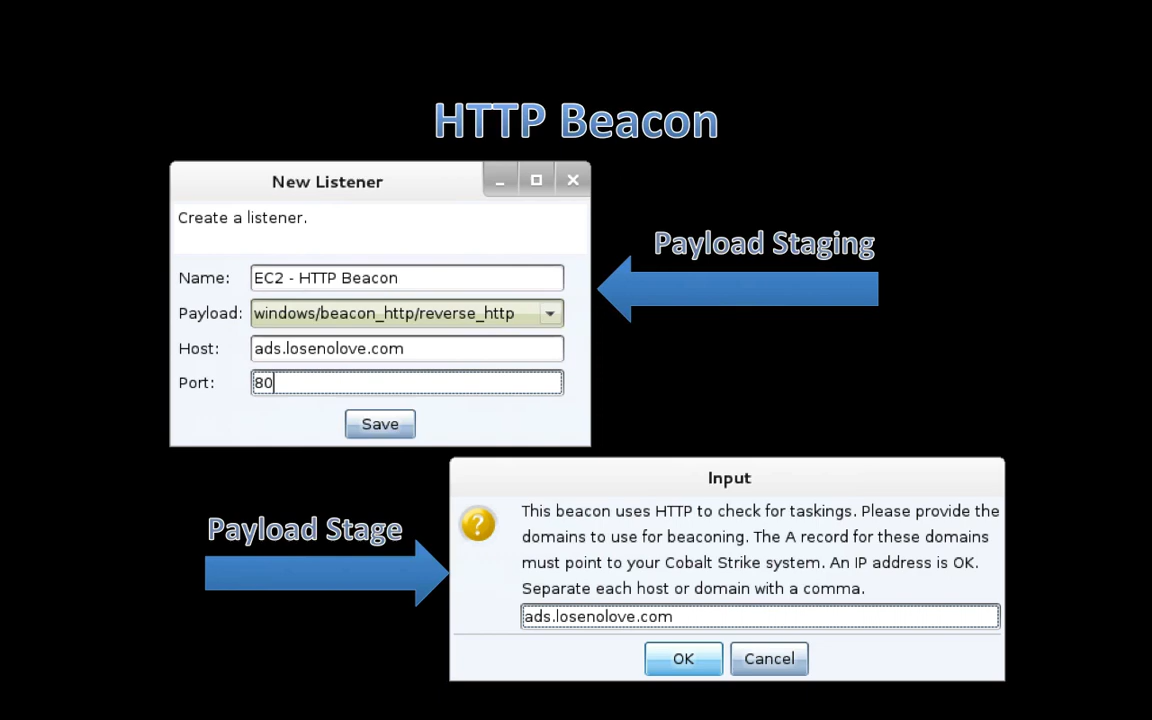 HTTP Beacon
New Listener
Create a listener.
Payload Staging
Name: EC2 - HTTP Beacon
Payload: windows/beacon_http/reverse_http
Host: ads.losenolove.com
Port: 80
Save
Input
Payload Stage
This beacon uses HTTP to check for taskings. Please provide the
domains to use for beaconing. The A record for these domains
must point to your Cobalt Strike system. An IP address is OK.
Separate each host or domain with a comma.
ads.losenolove.com
OK Cancel